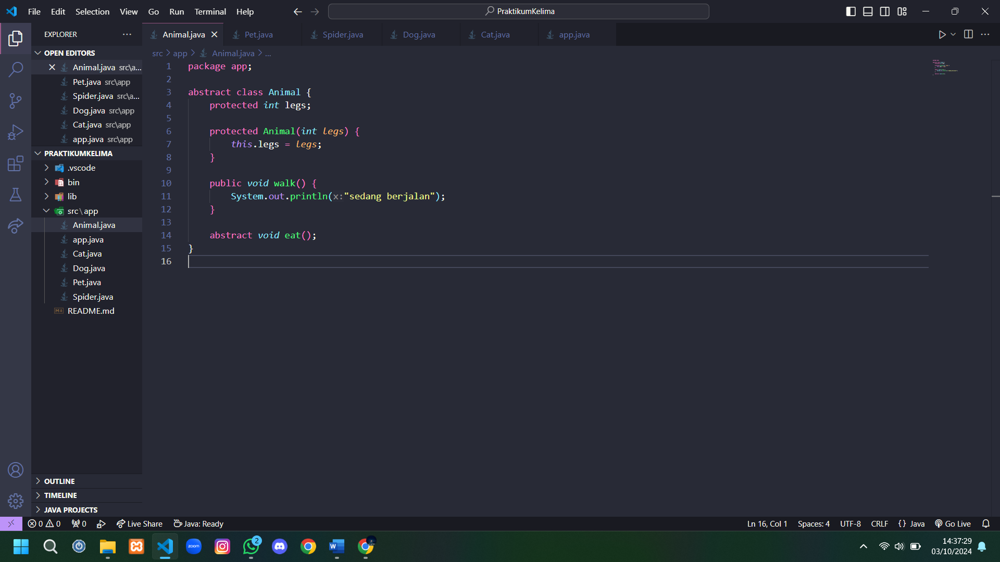 File Edit Selection View Go Run Terminal Help
PraktikumKelima
EXPLORER
Animal.java
Pet.java
Spider.java
Dog.java
Cat.java
app.java
OPEN EDITORS
Animal.java src\a...
Pet.java src\app
Spider.java src\a...
Dog.java src\app
Cat.java src\app
app.java src\app
PRAKTIKUMKELIMA
.vscode
bin
lib
src\app
Animal.java
app.java
Cat.java
Dog.java
Pet.java
Spider.java
README.md
OUTLINE
TIMELINE
JAVA PROJECTS
src > app > Animal.java > ...
1 package app;
2
3 abstract class Animal {
4     protected int legs;
5
6     protected Animal(int legs) {
7         this.legs = legs;
8     }
9
10     public void walk() {
11         System.out.println(x:"sedang berjalan");
12     }
13
14     abstract void eat();
15 }
16
0 0 0 Live Share Java: Ready
Ln 16, Col 1 Spaces: 4 UTF-8 CRLF {} Java Go Live
zoom
2
W
14:37:29
03/10/2024